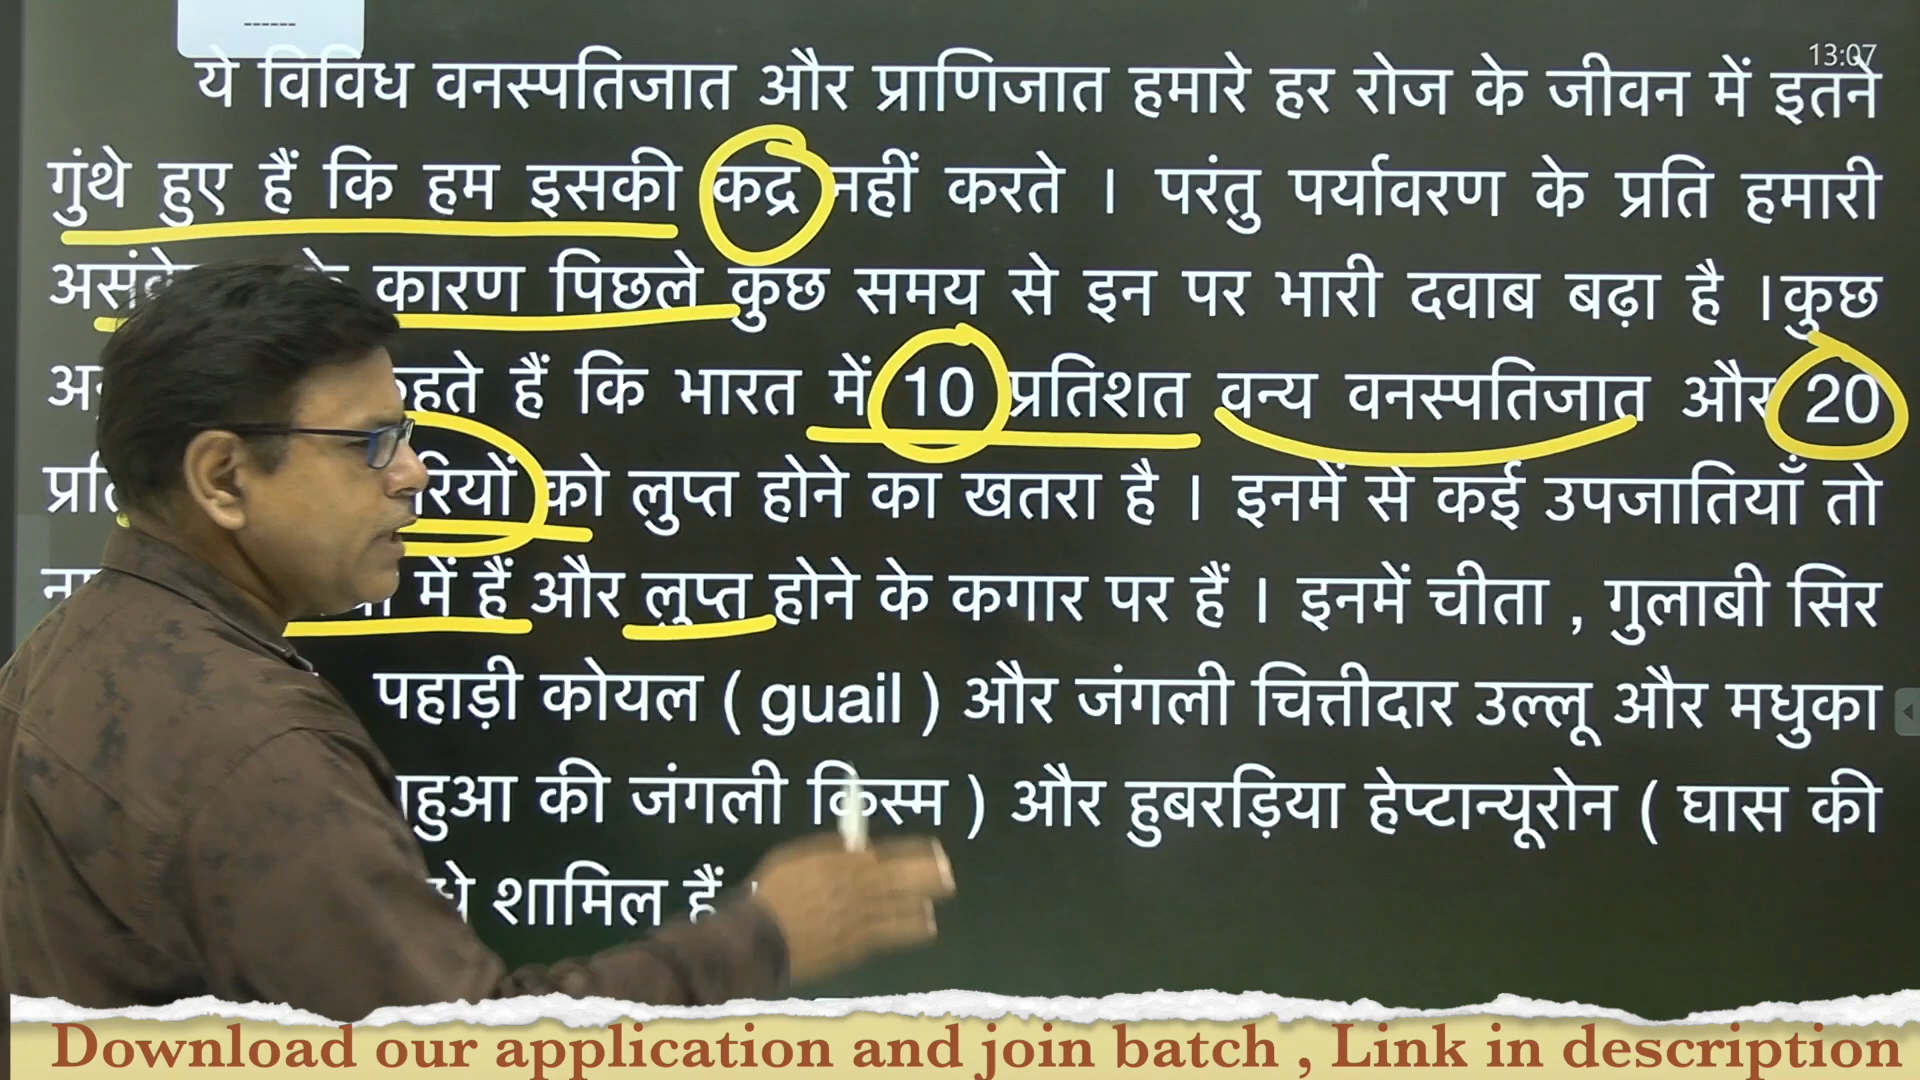 ------
13:07
ये विविध वनस्पतिजात और प्राणिजात हमारे हर रोज के जीवन में इतने
गुंथे हुए हैं कि हम इसकी कद्र नहीं करते । परंतु पर्यावरण के प्रति हमारी
कारण पिछले कुछ समय से इन पर भारी दवाब बढ़ा है ।कुछ
हैं कि भारत में 10 प्रतिशत वन्य वनस्पतिजात और 20
को लुप्त होने का खतरा है । इनमें से कई उपजातियाँ तो
में हैं और लुप्त होने के कगार पर हैं । इनमें चीता , गुलाबी सिर
पहाड़ी कोयल ( guail ) और जंगली चित्तीदार उल्लू और मधुका
की जंगली किस्म ) और हुबरड़िया हेप्टान्यूरोन ( घास की
शामिल हैं
Download our application and join batch , Link in description